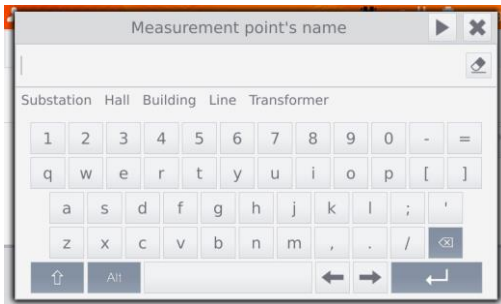 Measurement point's name
Substation Hall Building Line Transformer
1 2 3 4 5 6 7 8 9 0 - =
q w e r t y u i o p [ ]
a s d f g h j k l ; '
z x c v b n m , . /
Alt